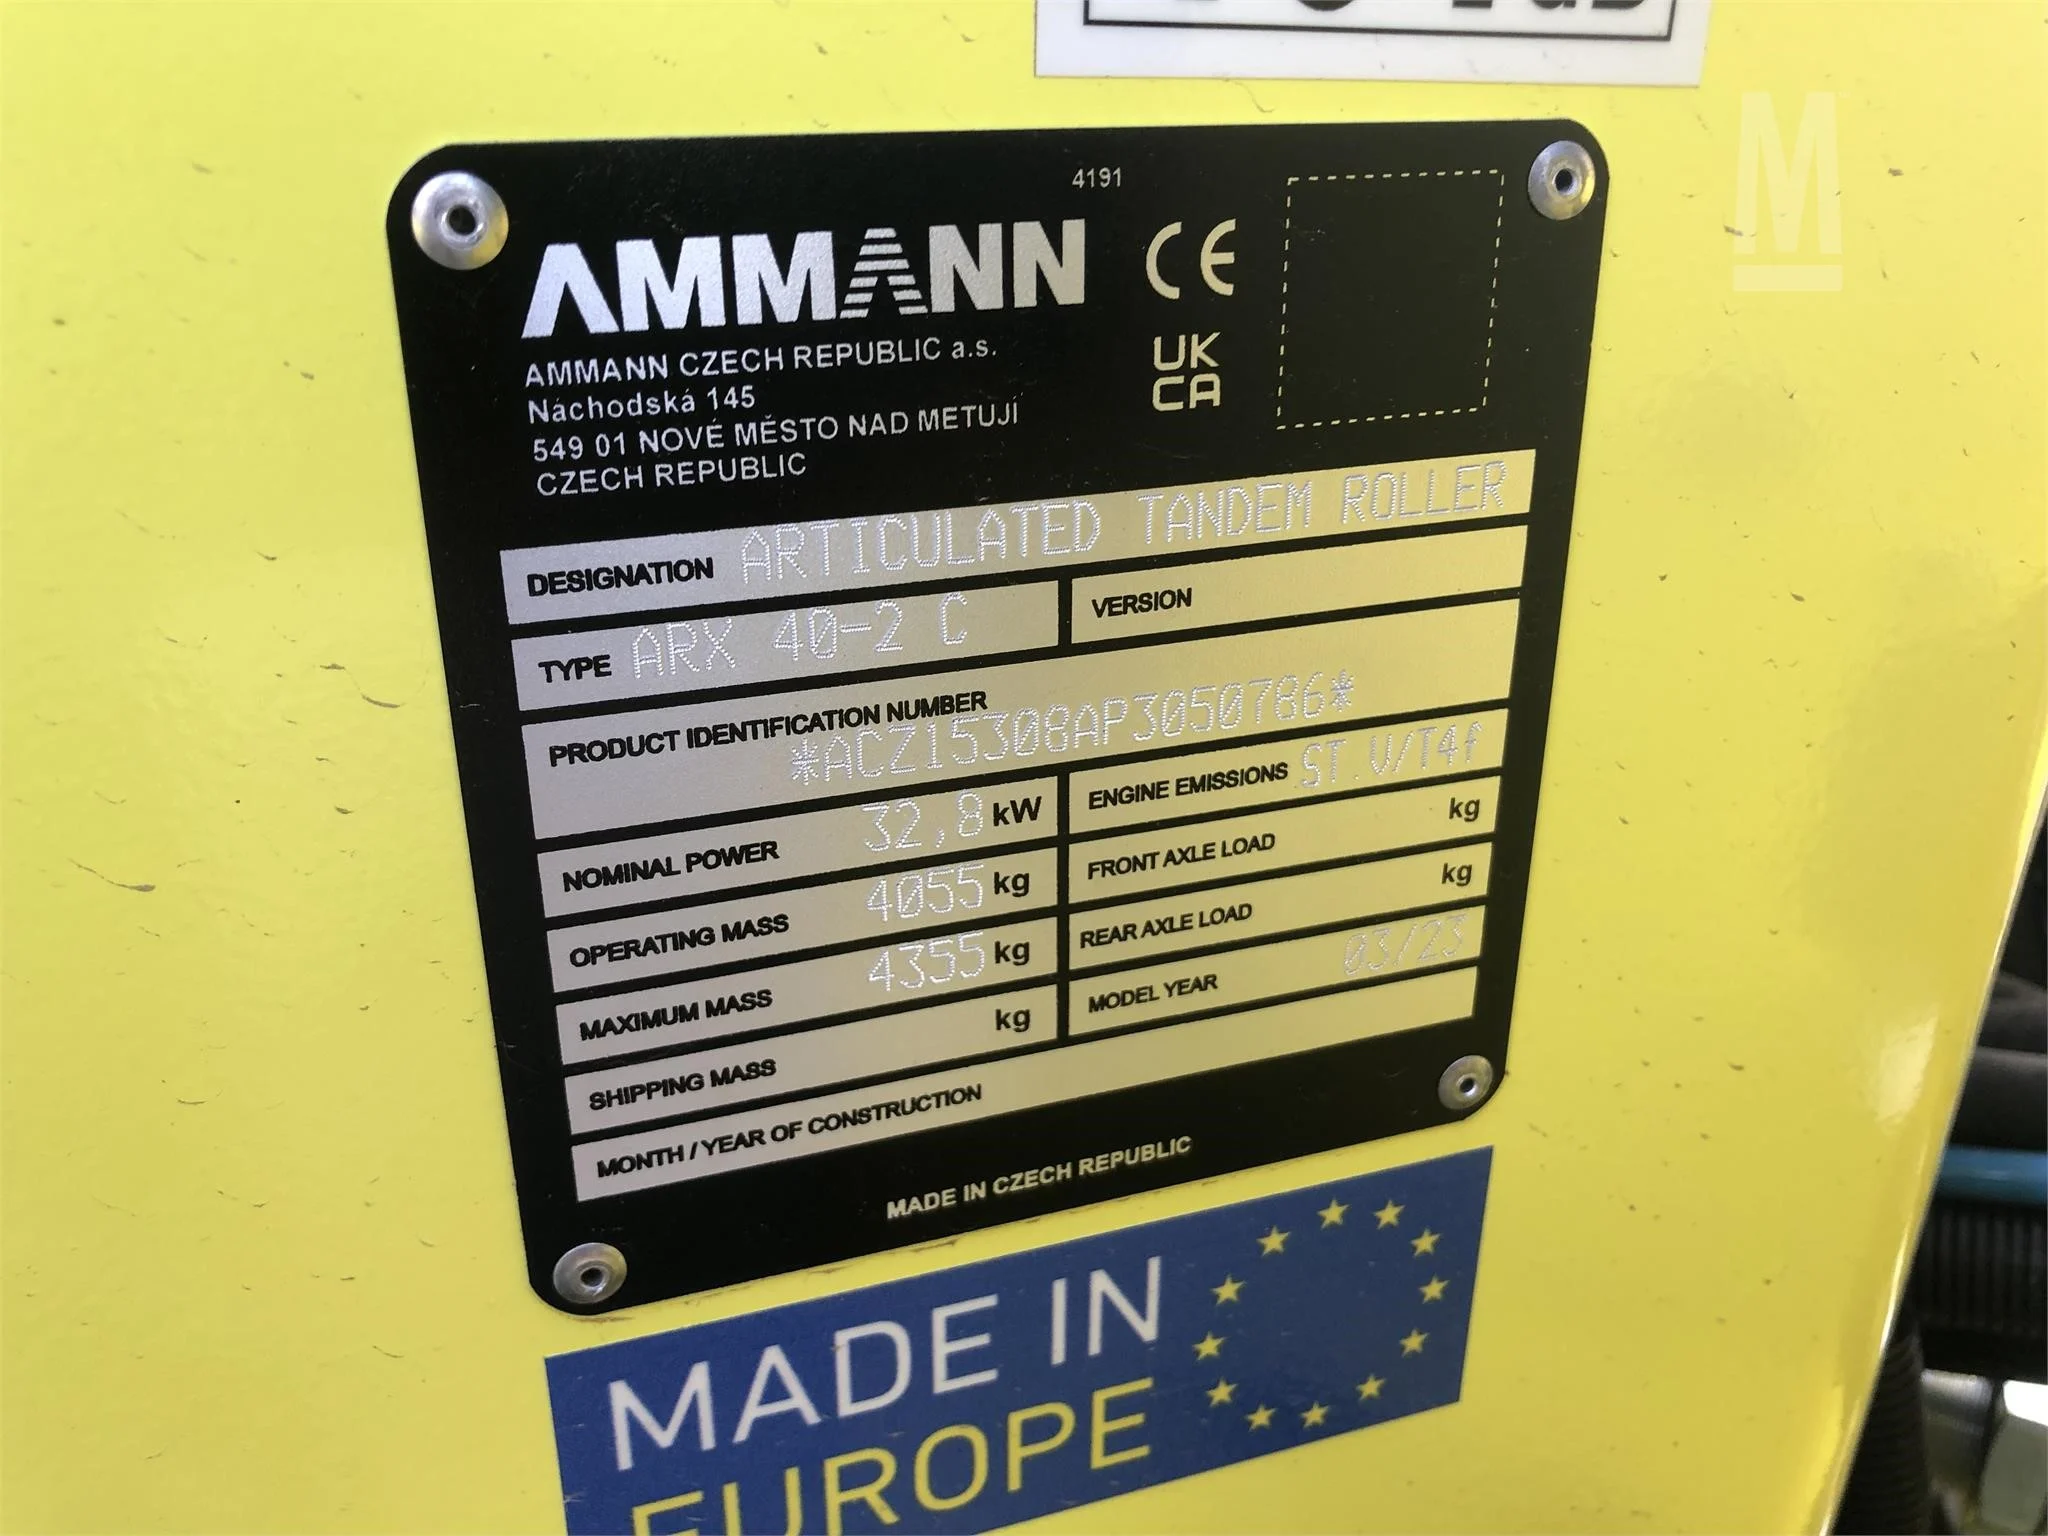 4191
AMMANN CE
UK
CA
AMMANN CZECH REPUBLIC a.s.
Náchodská 145
549 01 NOVÉ MĚSTO NAD METUJÍ
CZECH REPUBLIC
DESIGNATION ARTICULATED TANDEM ROLLER
TYPE ARX 40-2 C VERSION
PRODUCT IDENTIFICATION NUMBER
*ACZ15308AP3050786*
NOMINAL POWER 32,8 kW ENGINE EMISSIONS ST.V/T4f
OPERATING MASS 4055 kg FRONT AXLE LOAD kg
MAXIMUM MASS 4355 kg REAR AXLE LOAD kg
SHIPPING MASS kg MODEL YEAR 03/23
MONTH / YEAR OF CONSTRUCTION
MADE IN CZECH REPUBLIC
MADE IN
EUROPE
M